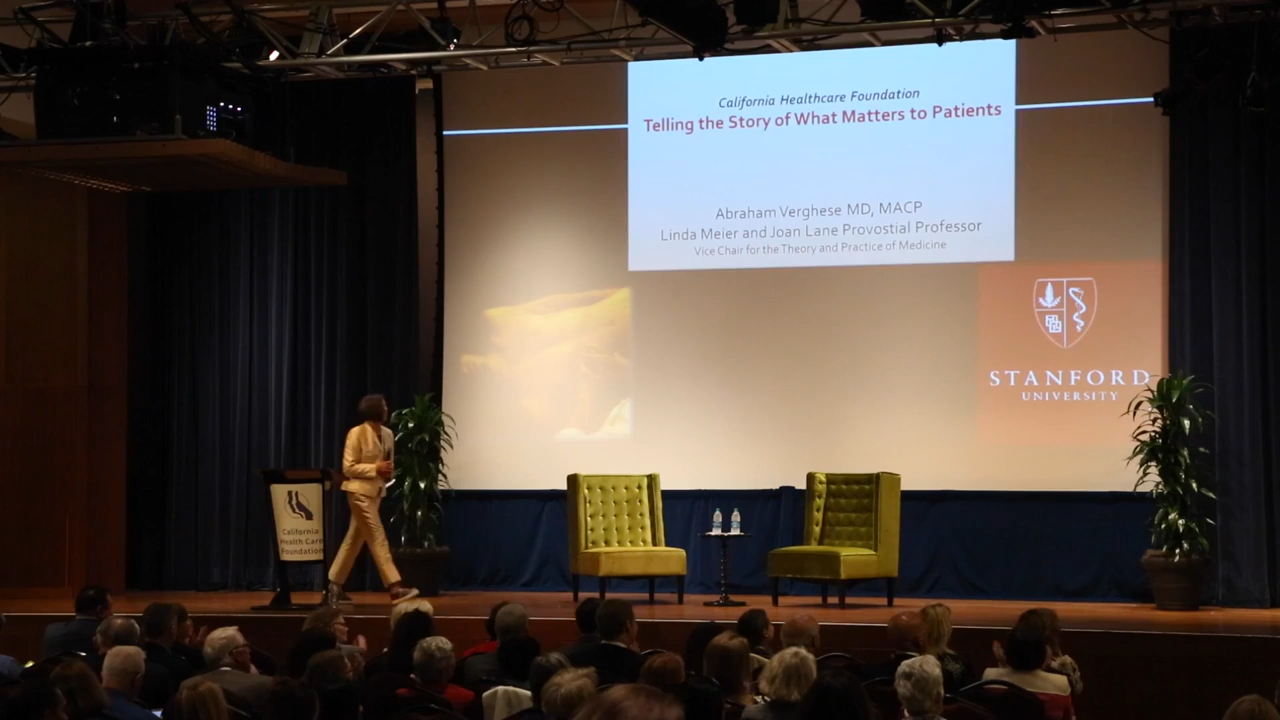 California Healthcare Foundation
Telling the Story of What Matters to Patients
Abraham Verghese MD, MACP
Linda Meier and Joan Lane Provostial Professor
Vice Chair for the Theory and Practice of Medicine
STANFORD
UNIVERSITY
California
Health Care
Foundation